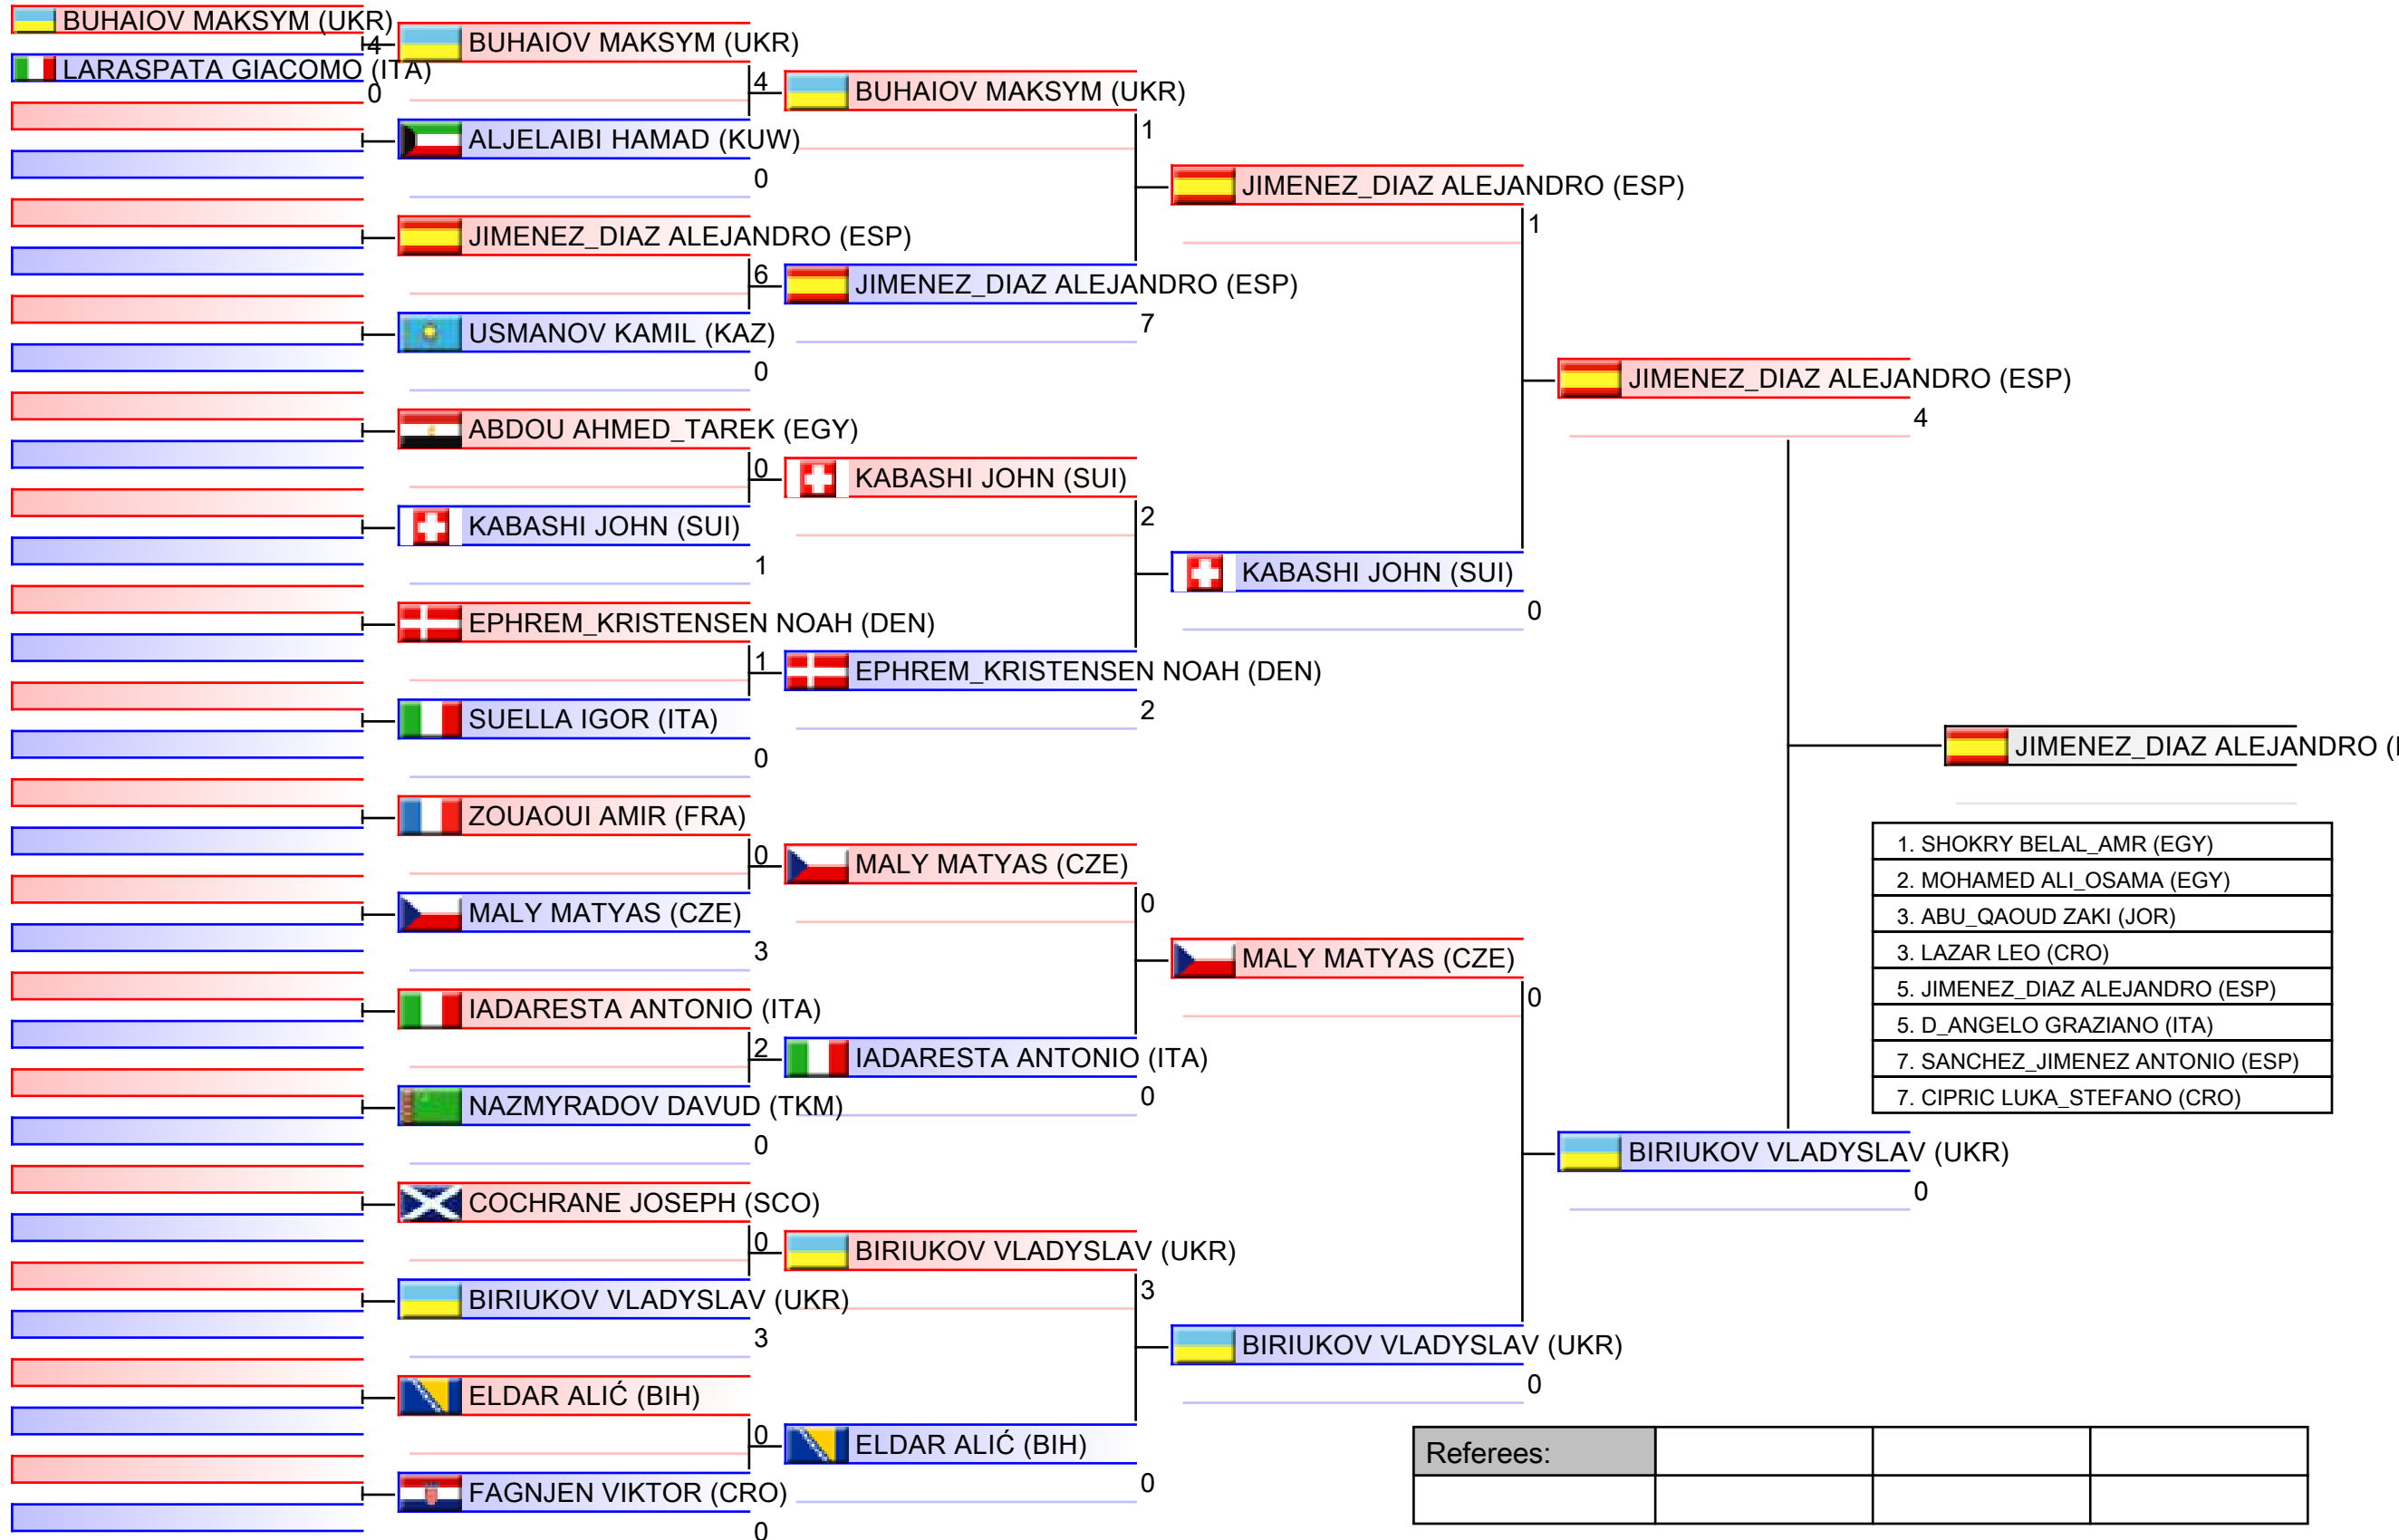 BUHAIOV MAKSYM (UKR)
4
LARASPATA GIACOMO (ITA)
0
BUHAIOV MAKSYM (UKR)
4
ALJELAIBI HAMAD (KUW)
0
JIMENEZ_DIAZ ALEJANDRO (ESP)
6
USMANOV KAMIL (KAZ)
0
ABDOU AHMED_TAREK (EGY)
0
KABASHI JOHN (SUI)
1
EPHREM_KRISTENSEN NOAH (DEN)
1
SUELLA IGOR (ITA)
0
ZOUAOUI AMIR (FRA)
0
MALY MATYAS (CZE)
3
IADARESTA ANTONIO (ITA)
2
NAZMYRADOV DAVUD (TKM)
0
COCHRANE JOSEPH (SCO)
0
BIRIUKOV VLADYSLAV (UKR)
3
ELDAR ALIĆ (BIH)
0
FAGNJEN VIKTOR (CRO)
0
BUHAIOV MAKSYM (UKR)
1
JIMENEZ_DIAZ ALEJANDRO (ESP)
7
KABASHI JOHN (SUI)
2
EPHREM_KRISTENSEN NOAH (DEN)
2
MALY MATYAS (CZE)
0
IADARESTA ANTONIO (ITA)
0
BIRIUKOV VLADYSLAV (UKR)
3
ELDAR ALIĆ (BIH)
0
JIMENEZ_DIAZ ALEJANDRO (ESP)
1
KABASHI JOHN (SUI)
0
MALY MATYAS (CZE)
0
BIRIUKOV VLADYSLAV (UKR)
0
JIMENEZ_DIAZ ALEJANDRO (ESP)
4
BIRIUKOV VLADYSLAV (UKR)
0
JIMENEZ_DIAZ ALEJANDRO (
1. SHOKRY BELAL_AMR (EGY)
2. MOHAMED ALI_OSAMA (EGY)
3. ABU_QAOUD ZAKI (JOR)
3. LAZAR LEO (CRO)
5. JIMENEZ_DIAZ ALEJANDRO (ESP)
5. D_ANGELO GRAZIANO (ITA)
7. SANCHEZ_JIMENEZ ANTONIO (ESP)
7. CIPRIC LUKA_STEFANO (CRO)
Referees: